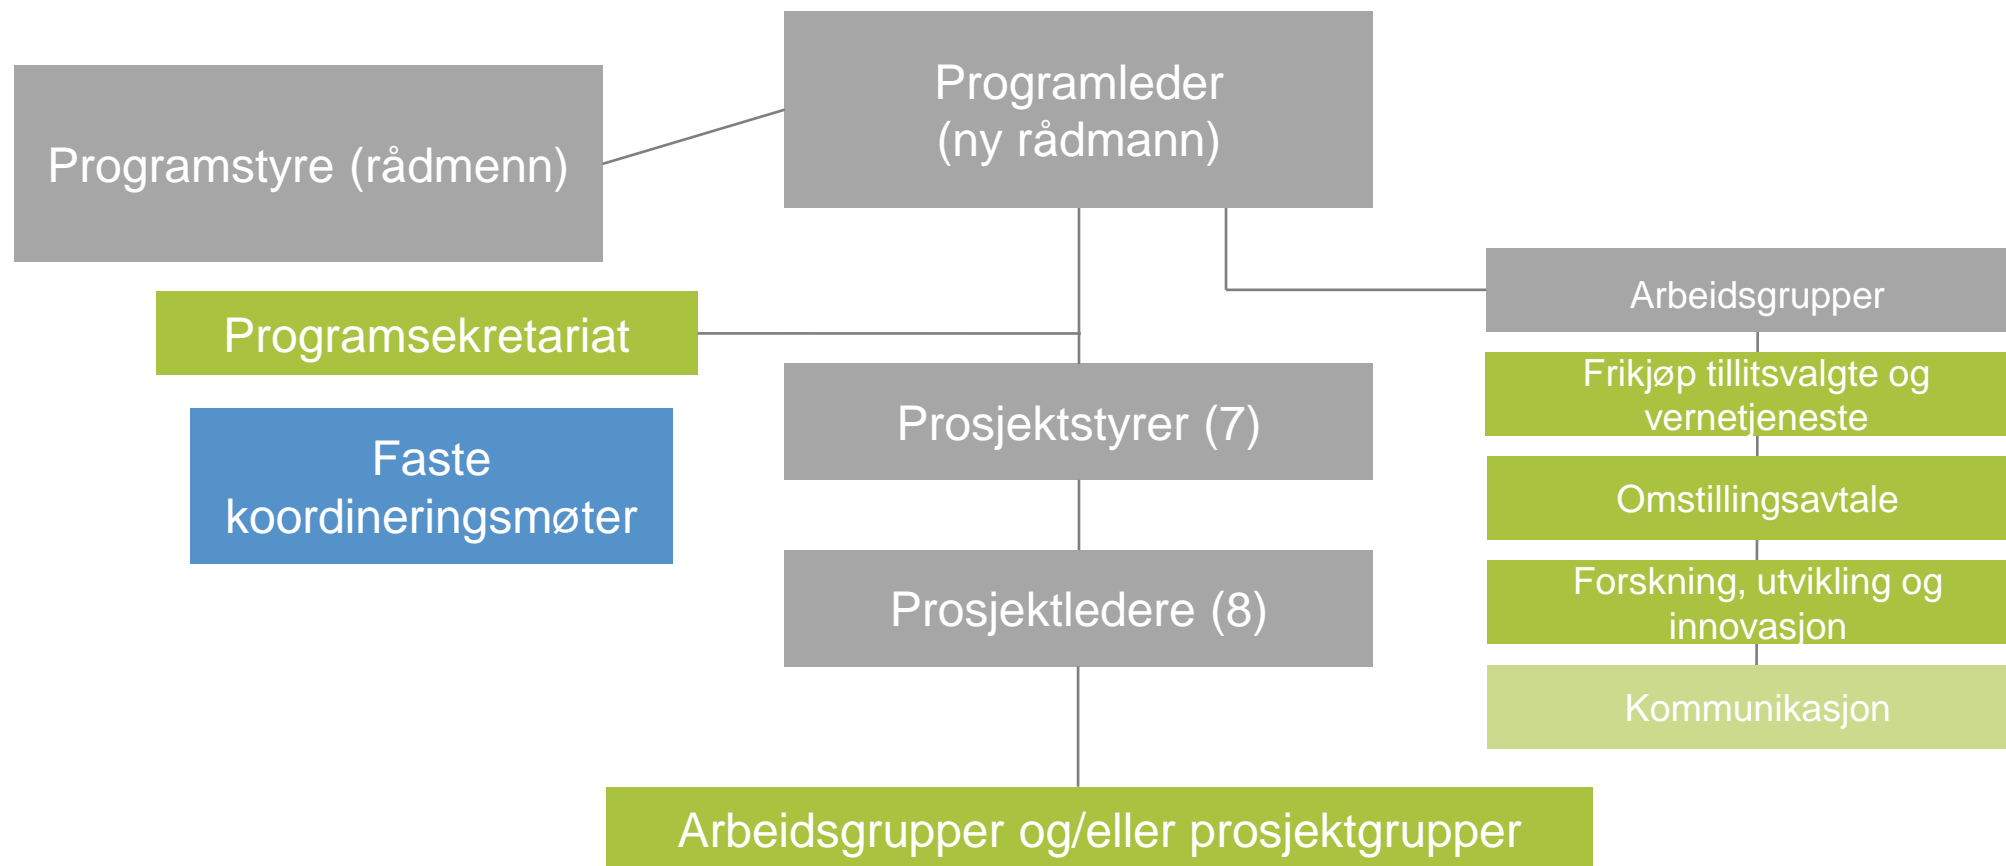 Programleder
(ny rådmann)
Programstyre (rådmenn)
Arbeidsgrupper
Programsekretariat
Frikjøp tillitsvalgte og
vernetjeneste
Prosjektstyrer (7)
Faste
koordineringsmøter
Omstillingsavtale
Forskning, utvikling og
innovasjon
Prosjektledere (8)
Kommunikasjon
Arbeidsgrupper og/eller prosjektgrupper